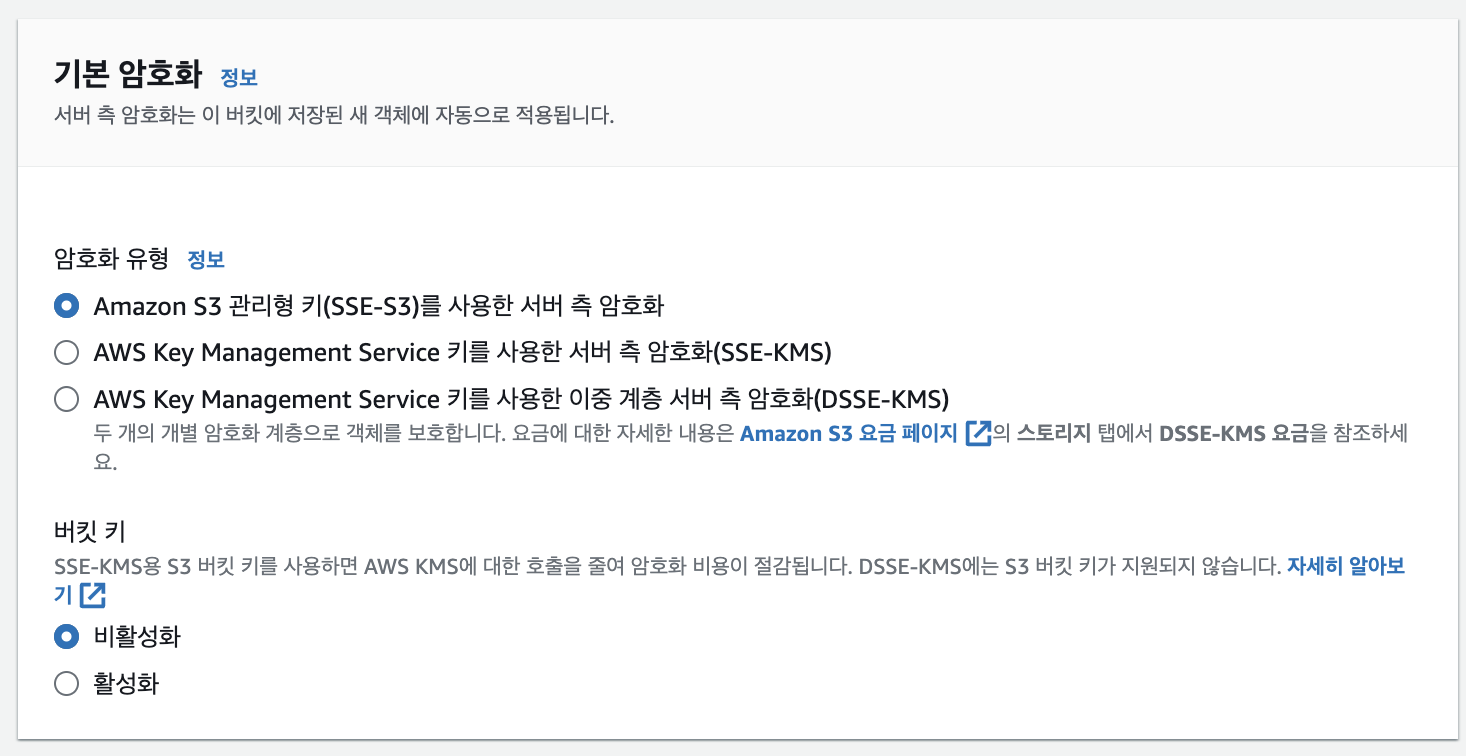 기본 암호화 정보
서버 측 암호화는 이 버킷에 저장된 새 객체에 자동으로 적용됩니다.
암호화 유형 정보
Amazon S3 관리형 키(SSE-S3)를 사용한 서버 측 암호화
AWS Key Management Service 키를 사용한 서버 측 암호화(SSE-KMS)
AWS Key Management Service 키를 사용한 이중 계층 서버 측 암호화(DSSE-KMS)
두 개의 개별 암호화 계층으로 객체를 보호합니다. 요금에 대한 자세한 내용은 Amazon S3 요금 페이지의 스토리지 탭에서 DSSE-KMS 요금을 참조하세
요.
버킷 키
SSE-KMS용 S3 버킷 키를 사용하면 AWS KMS에 대한 호출을 줄여 암호화 비용이 절감됩니다. DSSE-KMS에는 S3 버킷 키가 지원되지 않습니다. 자세히 알아보
기
비활성화
활성화